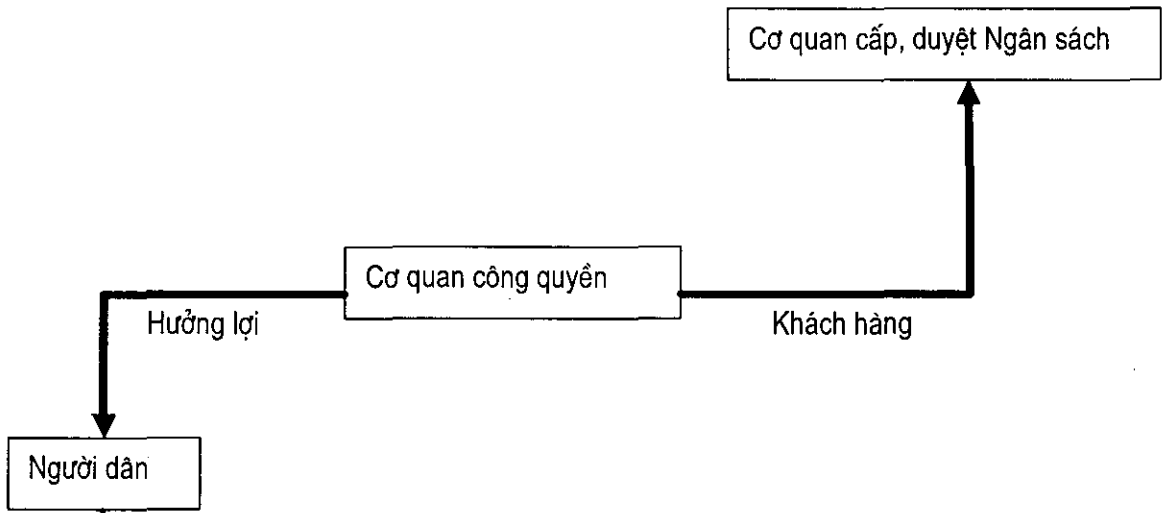 Cơ quan cấp, duyệt Ngân sách
Cơ quan công quyền
Hưởng lợi
Khách hàng
Người dân